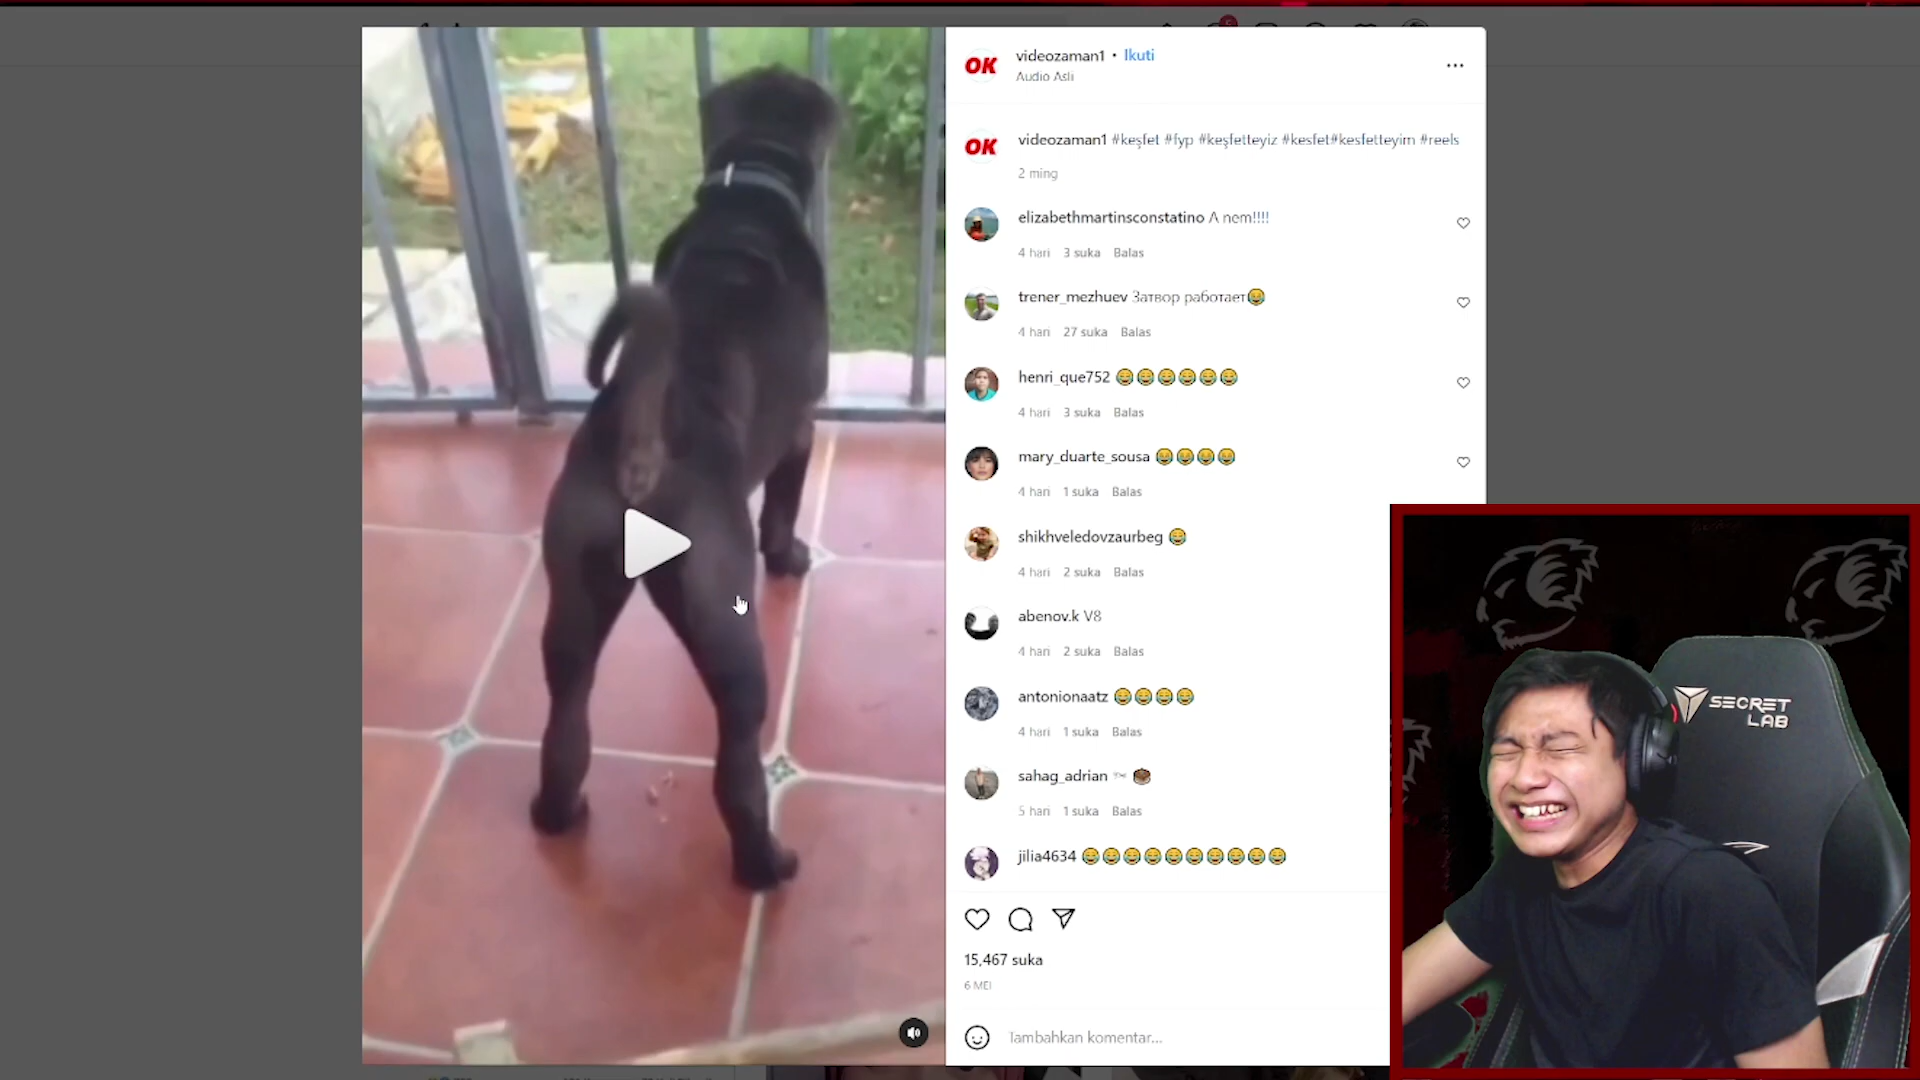 videozaman1 • Ikuti
Audio Asli
OK
OK
videozaman1 #keşfet #fyp #keşfetteyiz #kesfet#kesfetteyim #reels
2 ming
elizabethmartinsconstatino A nem!!!!
4 hari 3 suka Balas
trener_mezhuev Затвор работает😂
4 hari 27 suka Balas
henri_que752 😂😂😂😂😂😂
4 hari 3 suka Balas
mary_duarte_sousa 😂😂😂😂
4 hari 1 suka Balas
shikhveledovzaurbeg 😂
4 hari 2 suka Balas
abenov.k V8
4 hari 2 suka Balas
antonionaatz 😂😂😂😂
4 hari 1 suka Balas
sahag_adrian
5 hari 1 suka Balas
jilia4634 😂😂😂😂😂😂😂😂😂😂
15,467 suka
6 MEI
Tambahkan komentar...
SECRET
LAB